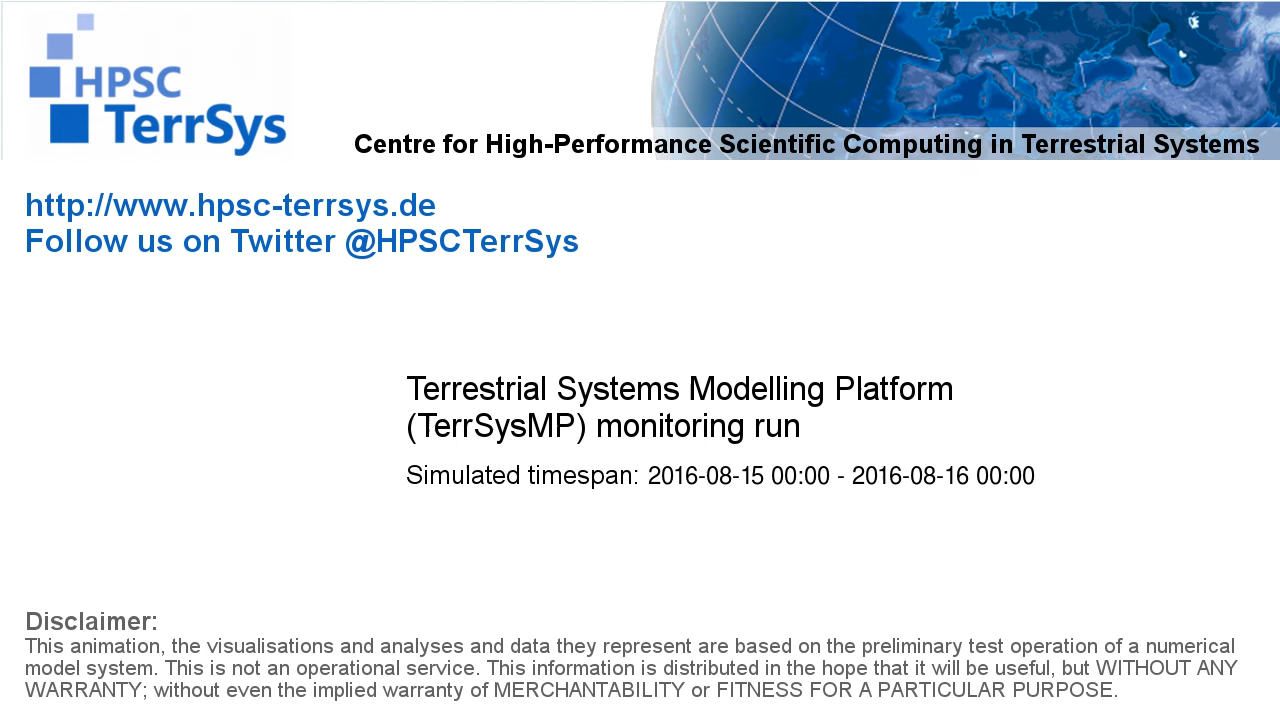 HPSC
TerrSys
Centre for High-Performance Scientific Computing in Terrestrial Systems
http://www.hpsc-terrsys.de
Follow us on Twitter @HPSCTerrSys
Terrestrial Systems Modelling Platform
(TerrSysMP) monitoring run
Simulated timespan: 2016-08-15 00:00 - 2016-08-16 00:00
Disclaimer:
This animation, the visualisations and analyses and data they represent are based on the preliminary test operation of a numerical
model system. This is not an operational service. This information is distributed in the hope that it will be useful, but WITHOUT ANY
WARRANTY; without even the implied warranty of MERCHANTABILITY or FITNESS FOR A PARTICULAR PURPOSE.